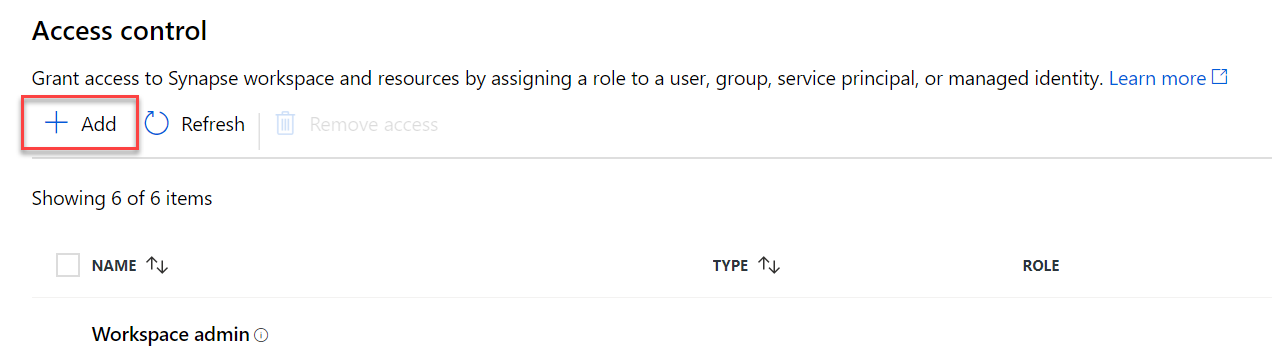 Access control
Grant access to Synapse workspace and resources by assigning a role to a user, group, service principal, or managed identity. Learn more
Add Refresh Remove access
Showing 6 of 6 items
NAME TYPE ROLE
Workspace admin